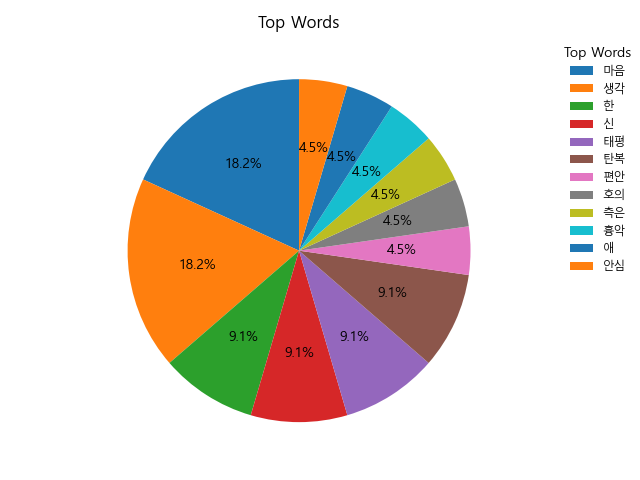 Top Words
Top Words
마음
생각
한
신
태평
탄복
편안
호의
측은
흉악
애
안심
4.5%
4.5%
4.5%
4.5%
4.5%
4.5%
9.1%
9.1%
9.1%
9.1%
18.2%
18.2%